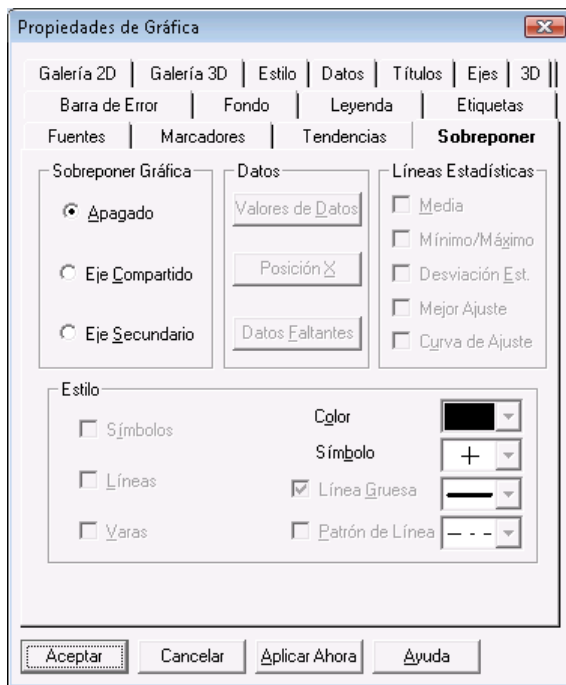 Propiedades de Gráfica
Galería 2D Galería 3D Estilo Datos Títulos Ejes 3D
Barra de Error Fondo Leyenda Etiquetas
Fuentes Marcadores Tendencias Sobreponer
Sobreponer Gráfica Datos Líneas Estadísticas
Apagado Valores de Datos Media
Mínimo/Máximo
Eje Compartido Posición X Desviación Est.
Mejor Ajuste
Eje Secundario Datos Faltantes Curva de Ajuste
Estilo
Símbolos Color
Símbolo
Líneas Línea Gruesa
Varas Patrón de Línea
Aceptar Cancelar Aplicar Ahora Ayuda